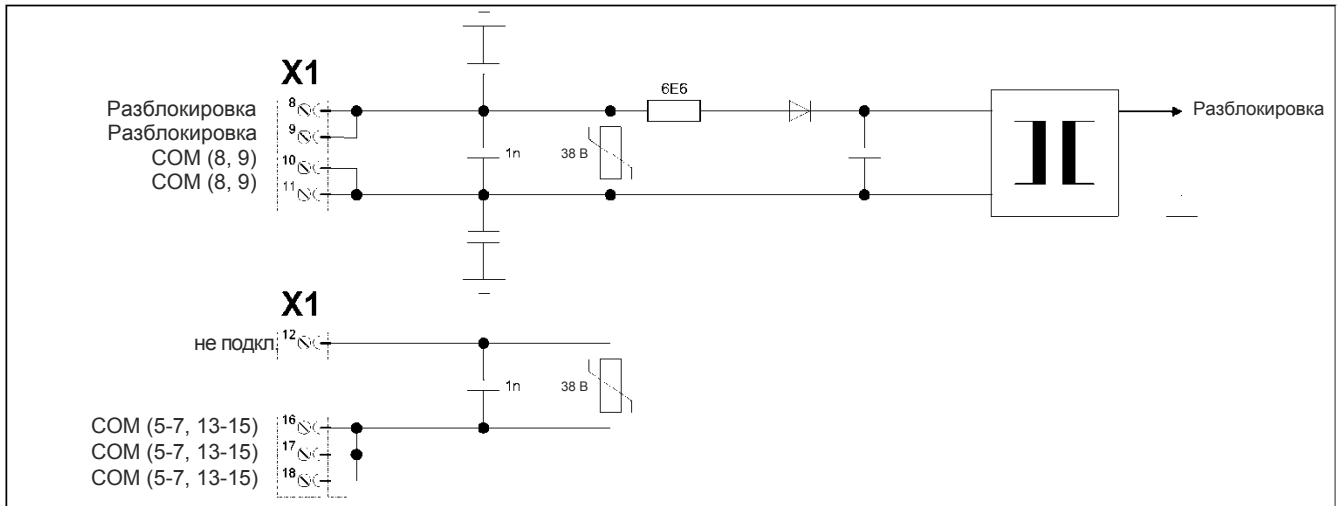 X1
6E6
Разблокировка 8
Разблокировка 9
COM (8, 9) 10
COM (8, 9) 11
1n
38 В
Разблокировка
X1
не подкл. 12
1n
38 В
COM (5-7, 13-15) 16
COM (5-7, 13-15) 17
COM (5-7, 13-15) 18